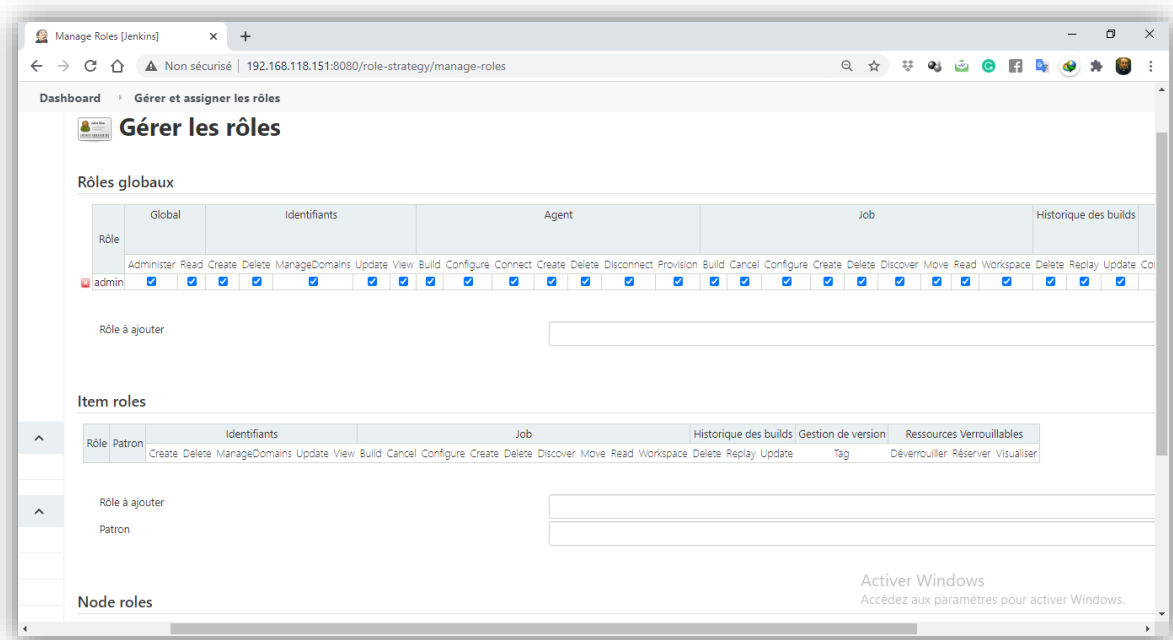 Manage Roles [Jenkins]
Non sécurisé | 192.168.118.151:8080/role-strategy/manage-roles
Dashboard Gérer et assigner les rôles
Gérer les rôles
Rôles globaux
Rôle Global Identifiants Agent Job Historique des builds
Administer Read Create Delete ManageDomains Update View Build Configure Connect Create Delete Disconnect Provision Build Cancel Configure Create Delete Discover Move Read Workspace Delete Replay Update
admin
Rôle à ajouter
Item roles
Rôle Patron Identifiants Job Historique des builds Gestion de version Ressources Verrouillables
Create Delete ManageDomains Update View Build Cancel Configure Create Delete Discover Move Read Workspace Delete Replay Update Tag Déverrouiller Réserver Visualiser
Rôle à ajouter
Patron
Activer Windows
Accédez aux paramètres pour activer Windows.
Node roles